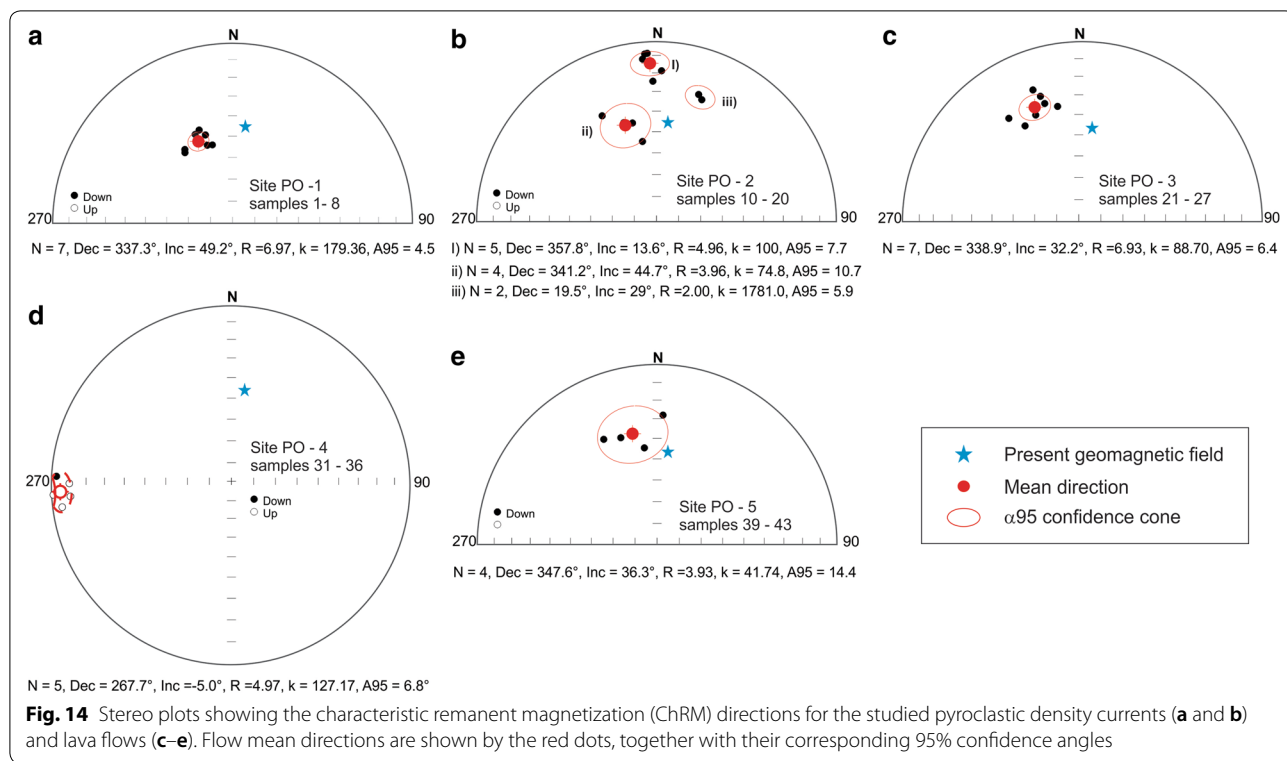 a
N
● Down
○ Up
Site PO -1
samples 1- 8
270
90
N = 7, Dec = 337.3°, Inc = 49.2°, R =6.97, k = 179.36, A95 = 4.5
b
N
I)
iii)
ii)
● Down
○ Up
Site PO - 2
samples 10 - 20
270
90
I) N = 5, Dec = 357.8°, Inc = 13.6°, R =4.96, k = 100, A95 = 7.7
ii) N = 4, Dec = 341.2°, Inc = 44.7°, R =3.96, k = 74.8, A95 = 10.7
iii) N = 2, Dec = 19.5°, Inc = 29°, R =2.00, k = 1781.0, A95 = 5.9
c
N
Site PO - 3
samples 21 - 27
270
90
N = 7, Dec = 338.9°, Inc = 32.2°, R =6.93, k = 88.70, A95 = 6.4
d
N
Site PO - 4
samples 31 - 36
270
90
● Down
○ Up
N = 5, Dec = 267.7°, Inc =-5.0°, R =4.97, k = 127.17, A95 = 6.8°
e
N
Site PO - 5
samples 39 - 43
● Down
○
270
90
N = 4, Dec = 347.6°, Inc = 36.3°, R =3.93, k = 41.74, A95 = 14.4
Present geomagnetic field
Mean direction
α95 confidence cone
Fig. 14 Stereo plots showing the characteristic remanent magnetization (ChRM) directions for the studied pyroclastic density currents (a and b)
and lava flows (c–e). Flow mean directions are shown by the red dots, together with their corresponding 95% confidence angles